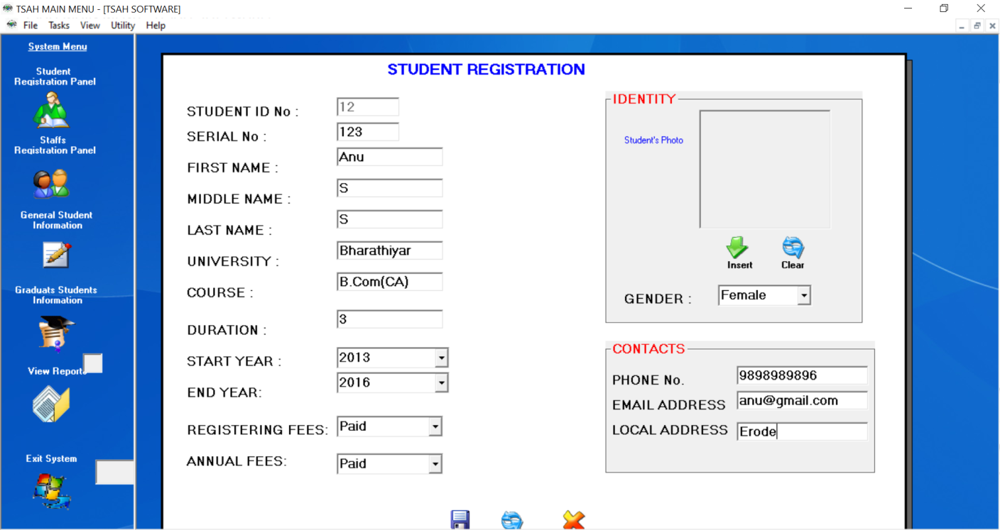 TSAH MAIN MENU - [TSAH SOFTWARE]
File Tasks View Utility Help
System Menu
Student
Registration Panel
Staffs
Registration Panel
General Student
Information
Graduats Students
Information
View Reports
Exit System
STUDENT REGISTRATION
STUDENT ID No : 12
SERIAL No : 123
FIRST NAME : Anu
MIDDLE NAME : S
LAST NAME : S
UNIVERSITY : Bharathiyar
COURSE : B.Com(CA)
DURATION : 3
START YEAR : 2013
END YEAR: 2016
REGISTERING FEES: Paid
ANNUAL FEES: Paid
IDENTITY
Student's Photo
Insert Clear
GENDER : Female
CONTACTS
PHONE No. 9898989896
EMAIL ADDRESS anu@gmail.com
LOCAL ADDRESS Erode